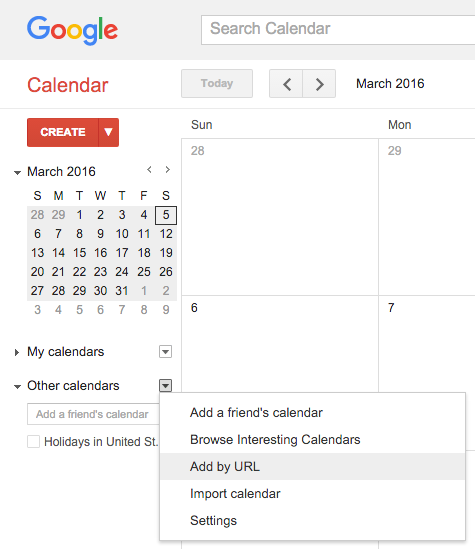 Google
Search Calendar
Calendar
Today
March 2016
CREATE
Sun
Mon
March 2016
S M T W T F S
28 29 1 2 3 4 5
6 7 8 9 10 11 12
13 14 15 16 17 18 19
20 21 22 23 24 25 26
27 28 29 30 31 1 2
3 4 5 6 7 8 9
28
29
6
7
My calendars
Other calendars
Add a friend's calendar
Holidays in United St.
Add a friend's calendar
Browse Interesting Calendars
Add by URL
Import calendar
Settings